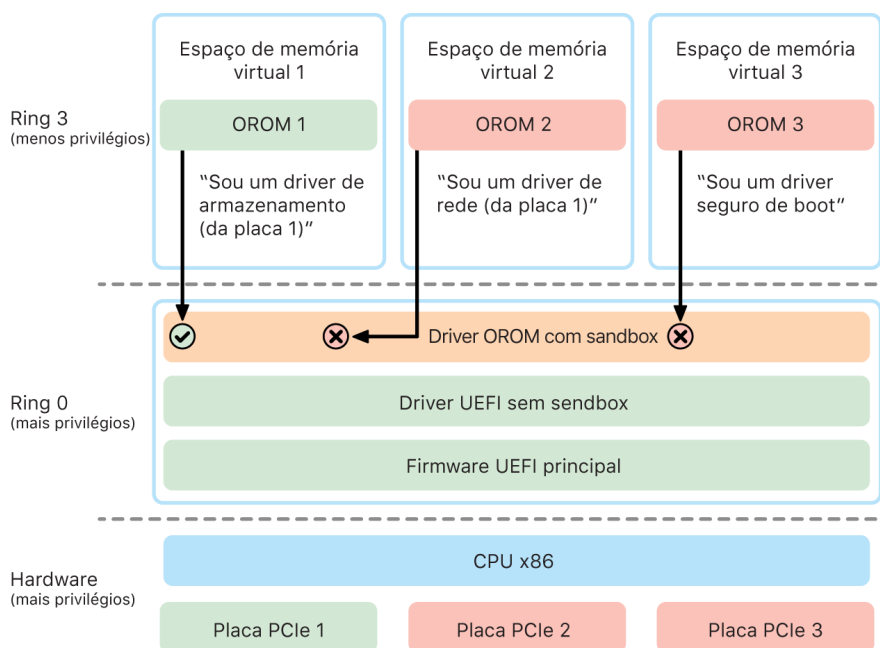 Espaço de memória
virtual 1
Espaço de memória
virtual 2
Espaço de memória
virtual 3
Ring 3
(menos privilégios)
OROM 1
OROM 2
OROM 3
“Sou um driver de
armazenamento
(da placa 1)”
“Sou um driver de
rede (da placa 1)”
“Sou um driver
seguro de boot”
Driver OROM com sandbox
Ring 0
(mais privilégios)
Driver UEFI sem sendbox
Firmware UEFI principal
Hardware
(mais privilégios)
CPU x86
Placa PCIe 1
Placa PCIe 2
Placa PCIe 3